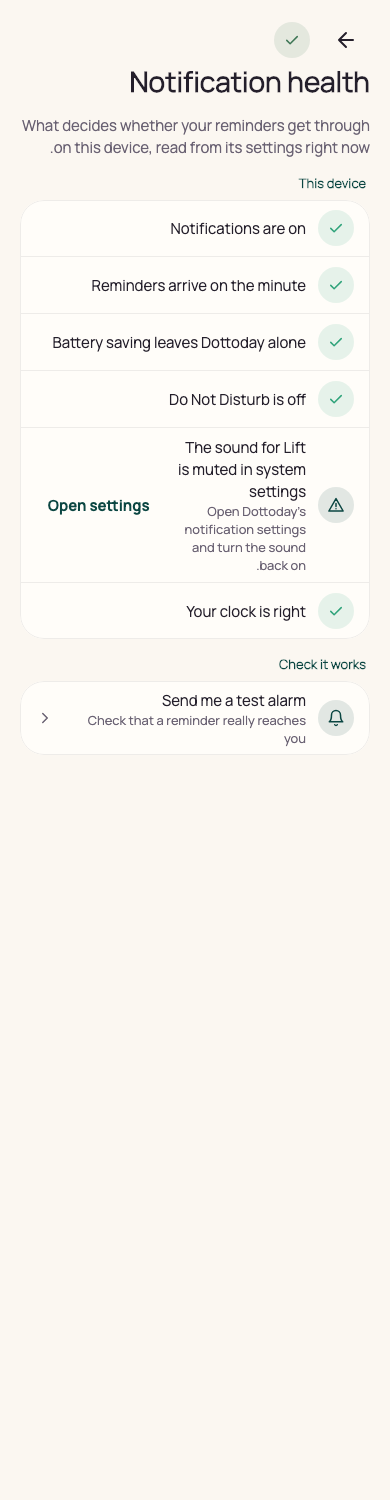 Notification health
What decides whether your reminders get through
.on this device, read from its settings right now
This device
Notifications are on
Reminders arrive on the minute
Battery saving leaves Dottoday alone
Do Not Disturb is off
The sound for Lift
is muted in system
settings
Open Dottoday's
notification settings
and turn the sound
.back on
Open settings
Your clock is right
Check it works
Send me a test alarm
Check that a reminder really reaches
you